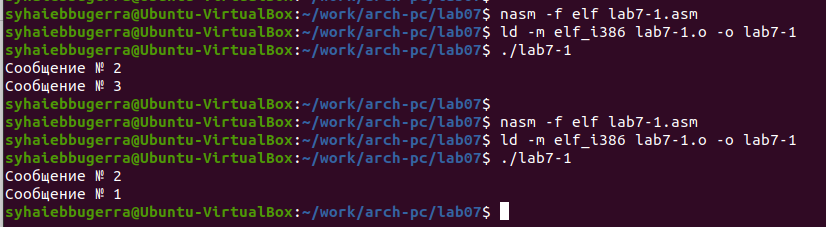 syhaiebbugerra@Ubuntu-VirtualBox:~/work/arch-pc/lab07$ nasm -f elf lab7-1.asm
syhaiebbugerra@Ubuntu-VirtualBox:~/work/arch-pc/lab07$ ld -m elf_i386 lab7-1.o -o lab7-1
syhaiebbugerra@Ubuntu-VirtualBox:~/work/arch-pc/lab07$ ./lab7-1
Сообщение № 2
Сообщение № 3
syhaiebbugerra@Ubuntu-VirtualBox:~/work/arch-pc/lab07$
syhaiebbugerra@Ubuntu-VirtualBox:~/work/arch-pc/lab07$ nasm -f elf lab7-1.asm
syhaiebbugerra@Ubuntu-VirtualBox:~/work/arch-pc/lab07$ ld -m elf_i386 lab7-1.o -o lab7-1
syhaiebbugerra@Ubuntu-VirtualBox:~/work/arch-pc/lab07$ ./lab7-1
Сообщение № 2
Сообщение № 1
syhaiebbugerra@Ubuntu-VirtualBox:~/work/arch-pc/lab07$